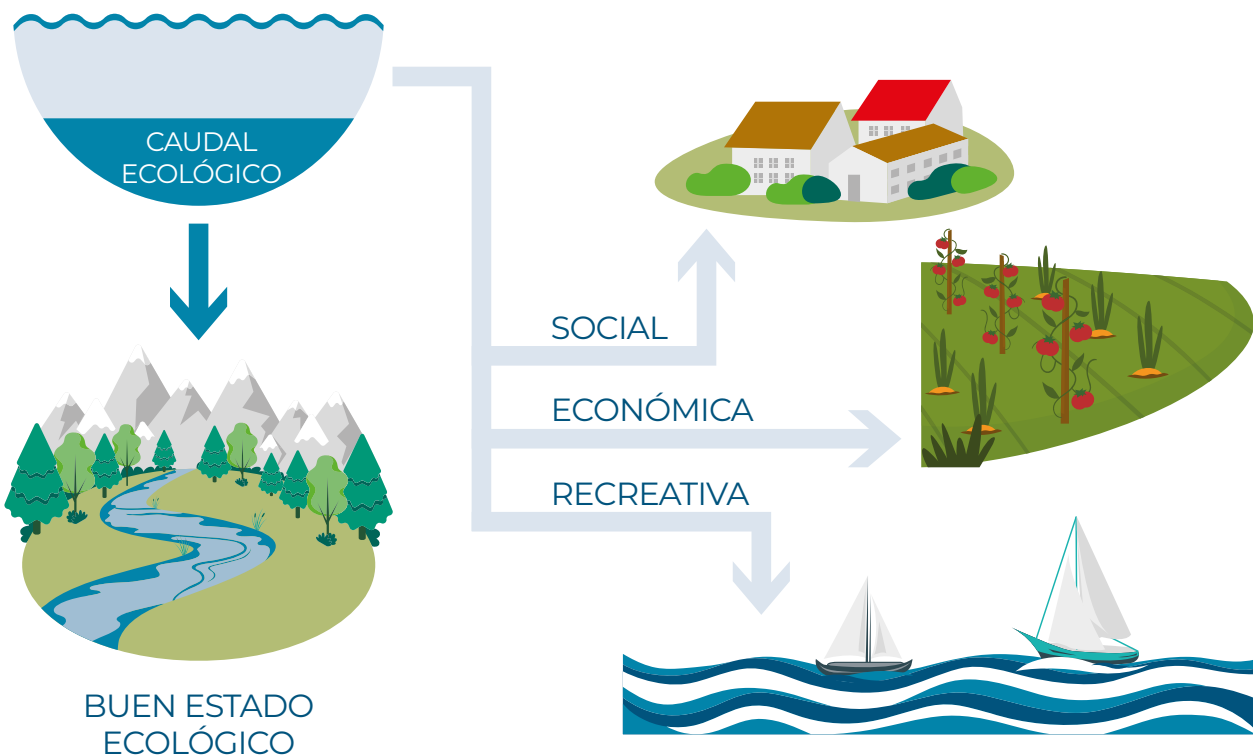 CAUDAL
ECOLÓGICO
SOCIAL
ECONÓMICA
RECREATIVA
BUEN ESTADO
ECOLÓGICO